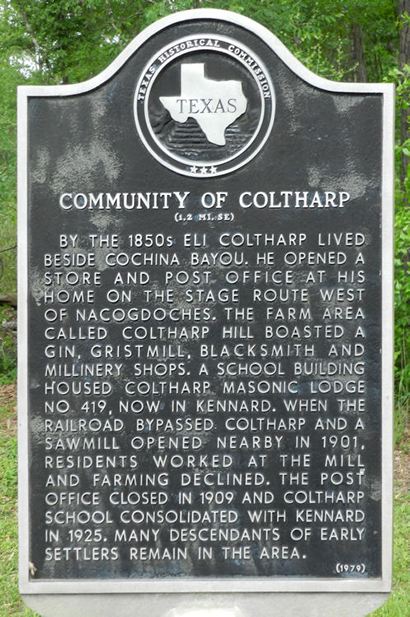 TEXAS HISTORICAL COMMISSION
TEXAS
COMMUNITY OF COLTHARP
(1.2 MI. SE)
BY THE 1850s ELI COLTHARP LIVED
BESIDE COCHINA BAYOU. HE OPENED A
STORE AND POST OFFICE AT HIS
HOME ON THE STAGE ROUTE WEST
OF NACOGDOCHES. THE FARM AREA
CALLED COLTHARP HILL BOASTED A
GIN, GRISTMILL, BLACKSMITH AND
MILLINERY SHOPS. A SCHOOL BUILDING
HOUSED COLTHARP MASONIC LODGE
NO. 419, NOW IN KENNARD. WHEN THE
RAILROAD BYPASSED COLTHARP AND A
SAWMILL OPENED NEARBY IN 1901,
RESIDENTS WORKED AT THE MILL
AND FARMING DECLINED. THE POST
OFFICE CLOSED IN 1909 AND COLTHARP
SCHOOL CONSOLIDATED WITH KENNARD
IN 1925. MANY DESCENDANTS OF EARLY
SETTLERS REMAIN IN THE AREA.
(1979)